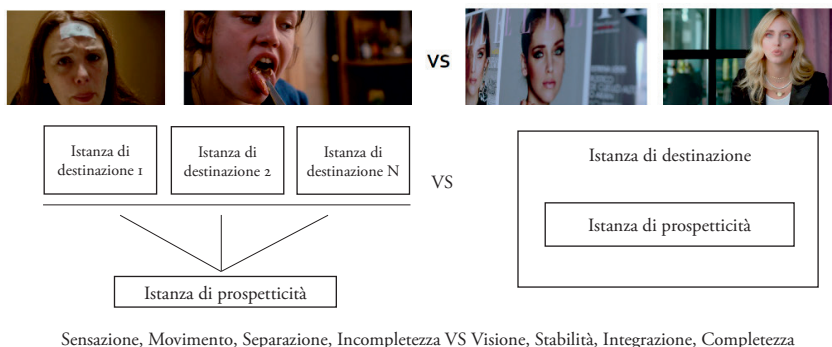 VS
Istanza di
destinazione 1
Istanza di
destinazione 2
Istanza di
destinazione N
VS
Istanza di destinazione
Istanza di prospetticità
Istanza di prospetticità
Sensazione, Movimento, Separazione, Incompletezza VS Visione, Stabilità, Integrazione, Completezza